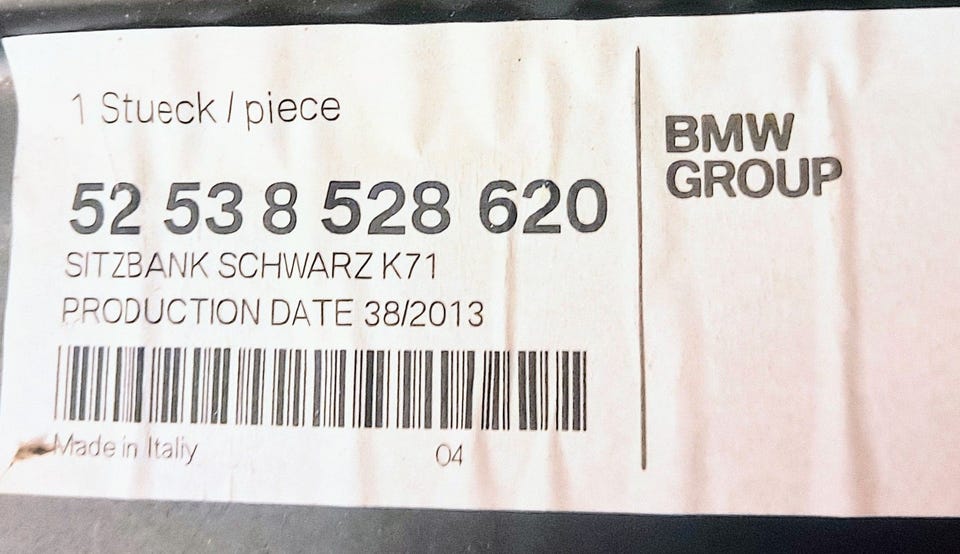 1 Stueck / piece
52 53 8 528 620
SITZBANK SCHWARZ K71
PRODUCTION DATE 38/2013
Made in Italiy 04
BMW
GROUP